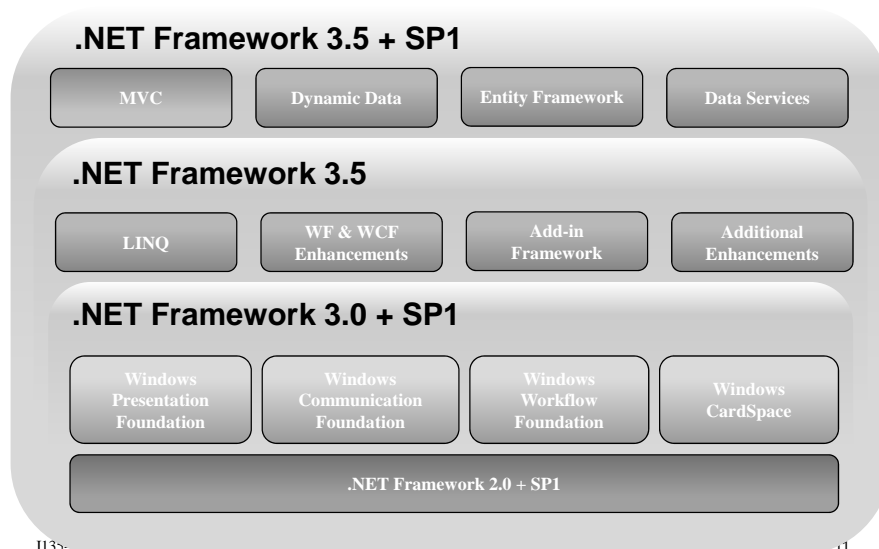 .NET Framework 3.5 + SP1
MVC
Dynamic Data
Entity Framework
Data Services
.NET Framework 3.5
LINQ
WF & WCF
Enhancements
Add-in
Framework
Additional
Enhancements
.NET Framework 3.0 + SP1
Windows
Presentation
Foundation
Windows
Communication
Foundation
Windows
Workflow
Foundation
Windows
CardSpace
.NET Framework 2.0 + SP1